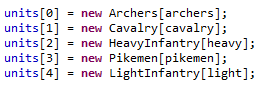 units[0] = new Archers[archers];
units[1] = new Cavalry[cavalry];
units[2] = new HeavyInfantry[heavy];
units[3] = new Pikemen[pikemen];
units[4] = new LightInfantry[light];